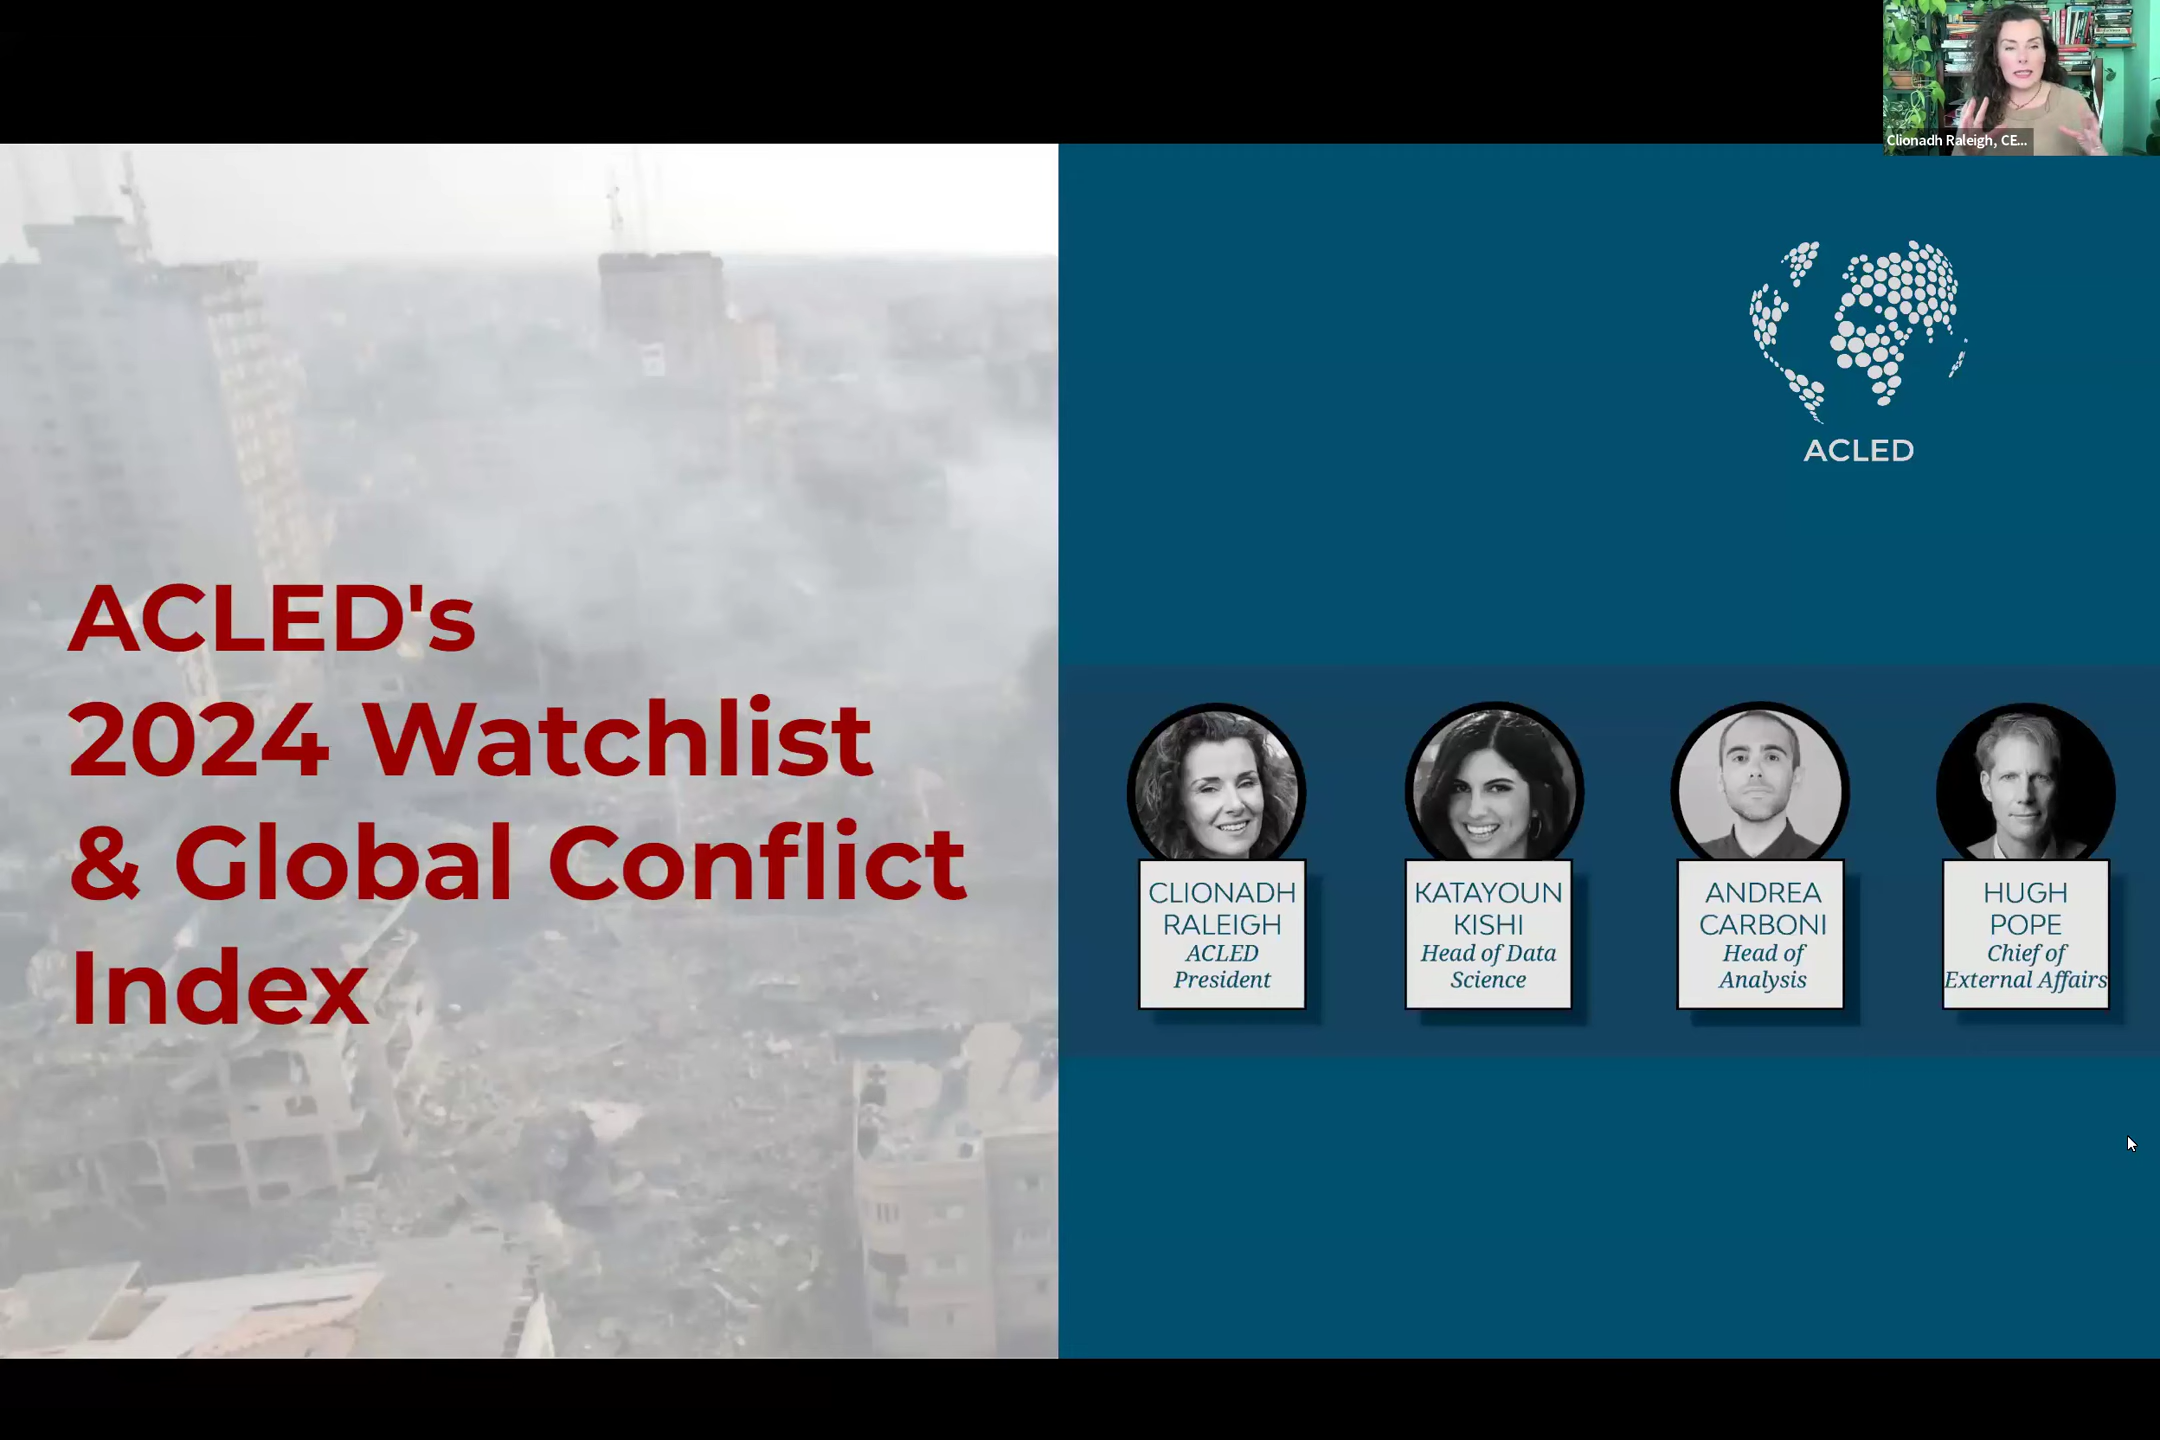 Clionadh Raleigh, CE...
ACLED
ACLED's
2024 Watchlist
& Global Conflict
Index
CLIONADH
RALEIGH
ACLED
President
KATAYOUN
KISHI
Head of Data
Science
ANDREA
CARBONI
Head of
Analysis
HUGH
POPE
Chief of
External Affairs